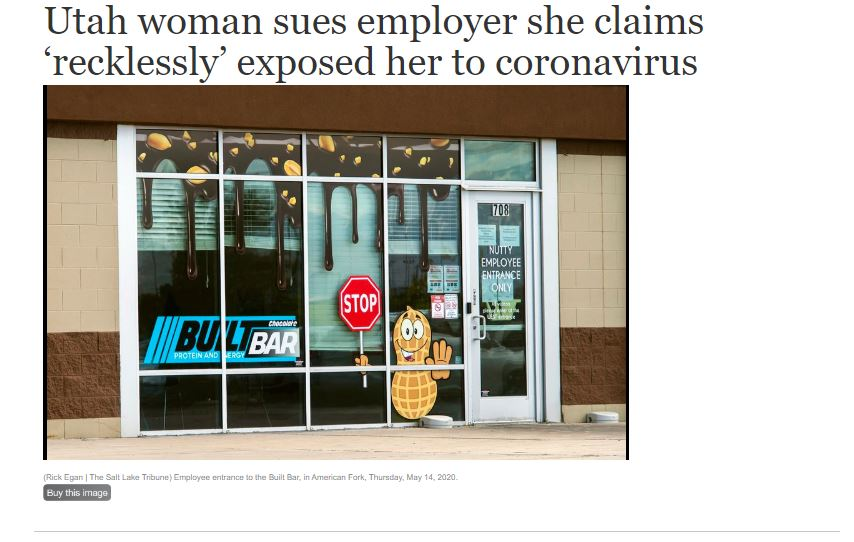 Utah woman sues employer she claims
‘recklessly’ exposed her to coronavirus
708
NUTTY
EMPLOYEE
ENTRANCE
ONLY
STOP
BUILT
Chocolate
BAR
PROTEIN AND ENERGY
(Rick Egan | The Salt Lake Tribune) Employee entrance to the Built Bar, in American Fork, Thursday, May 14, 2020.
Buy this image